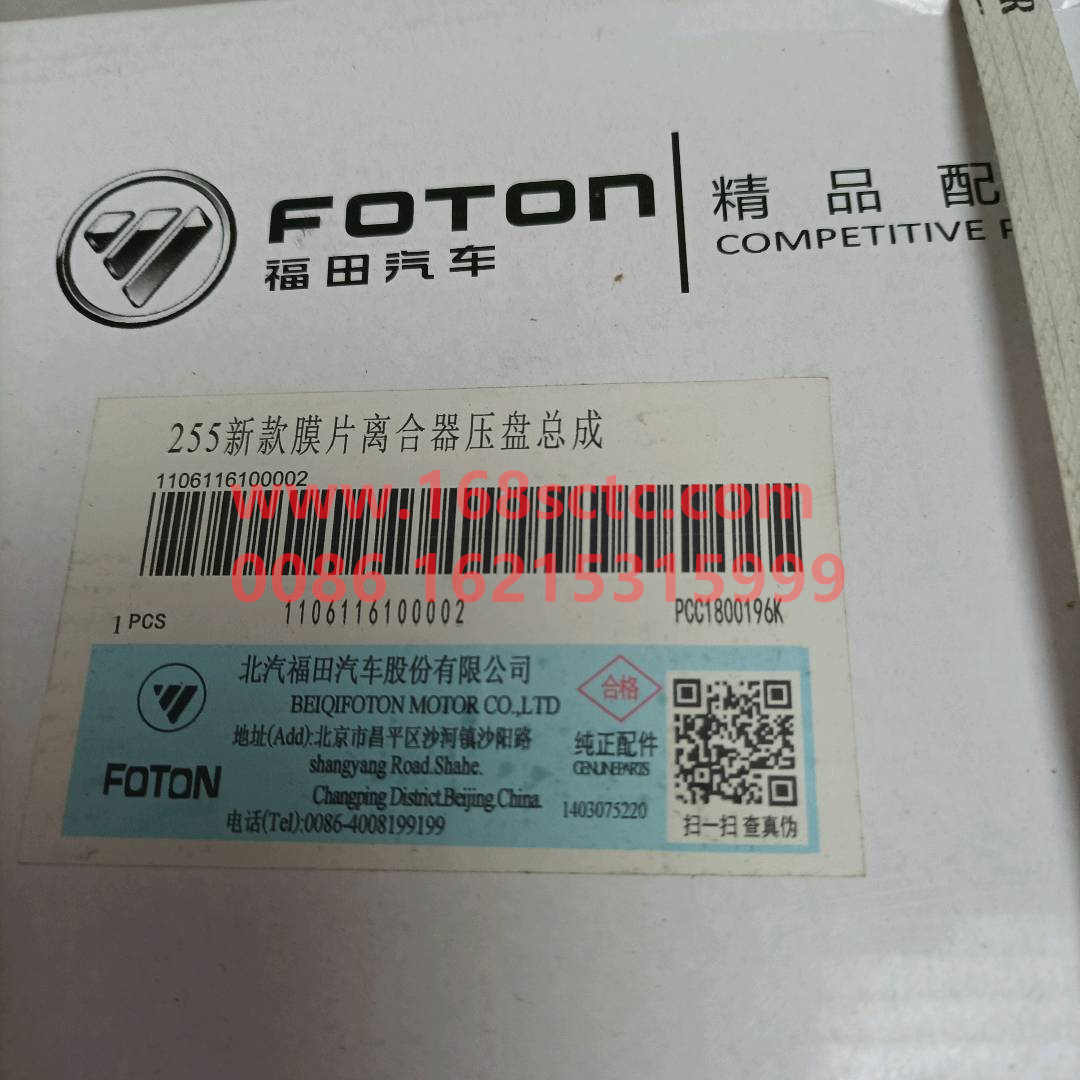 FOTON
福田汽车
精品配
COMPETITIVE
255新款膜片离合器压盘总成
1106116100002
www.168sctc.com
0086 16215315999
1106116100002
1 PCS
PCC1800196K
北汽福田汽车股份有限公司
BEIQIFOTON MOTOR CO.,LTD
合格
地址(Add):北京市昌平区沙河镇沙阳路
shangyang Road.Shahe.
Changping District.Beijing.China.
电话(Tel):0086-4008199199
FOTON
纯正配件
GENUINEPARTS
1403075220
扫一扫 查真伪